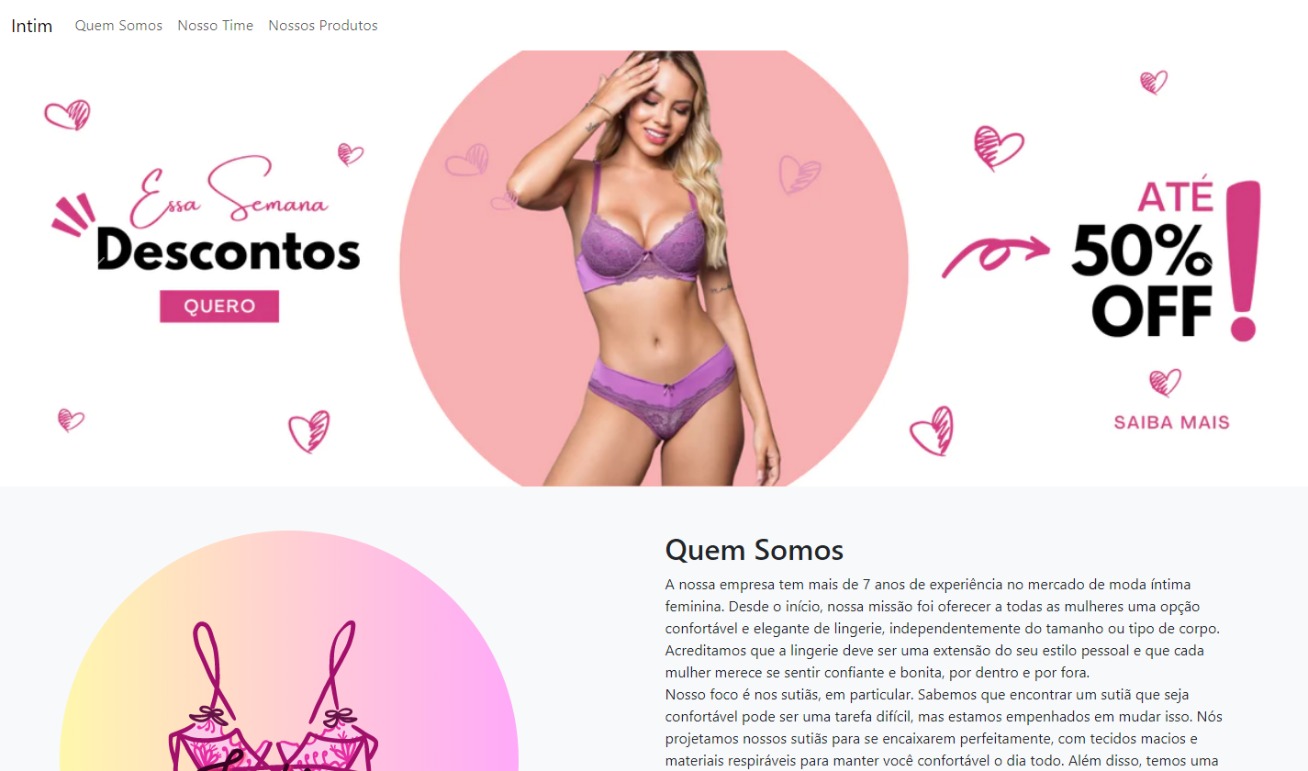 Intim Quem Somos Nosso Time Nossos Produtos
Essa Semana
Descontos
QUERO
ATÉ
50%
OFF!
SAIBA MAIS
Quem Somos
A nossa empresa tem mais de 7 anos de experiência no mercado de moda íntima
feminina. Desde o início, nossa missão foi oferecer a todas as mulheres uma opção
confortável e elegante de lingerie, independentemente do tamanho ou tipo de corpo.
Acreditamos que a lingerie deve ser uma extensão do seu estilo pessoal e que cada
mulher merece se sentir confiante e bonita, por dentro e por fora.
Nosso foco é nos sutiãs, em particular. Sabemos que encontrar um sutiã que seja
confortável pode ser uma tarefa difícil, mas estamos empenhados em mudar isso. Nós
projetamos nossos sutiãs para se encaixarem perfeitamente, com tecidos macios e
materiais respiráveis para manter você confortável o dia todo. Além disso, temos uma